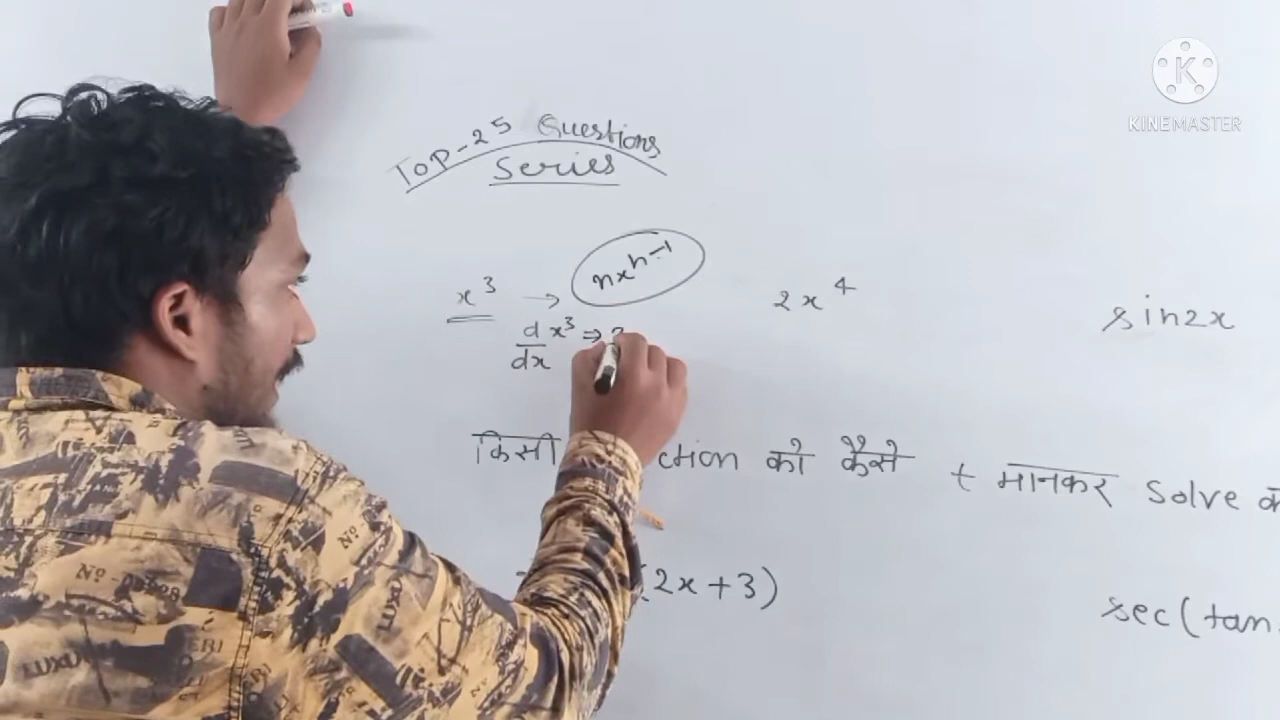 Top-25 Questions
Series
x³ → nxⁿ⁻¹
2x⁴
sin2x
d/dx x³ ⇒
किसी ction को कैसे t मानकर Solve
(2x+3)
sec(tan
KINEMASTER